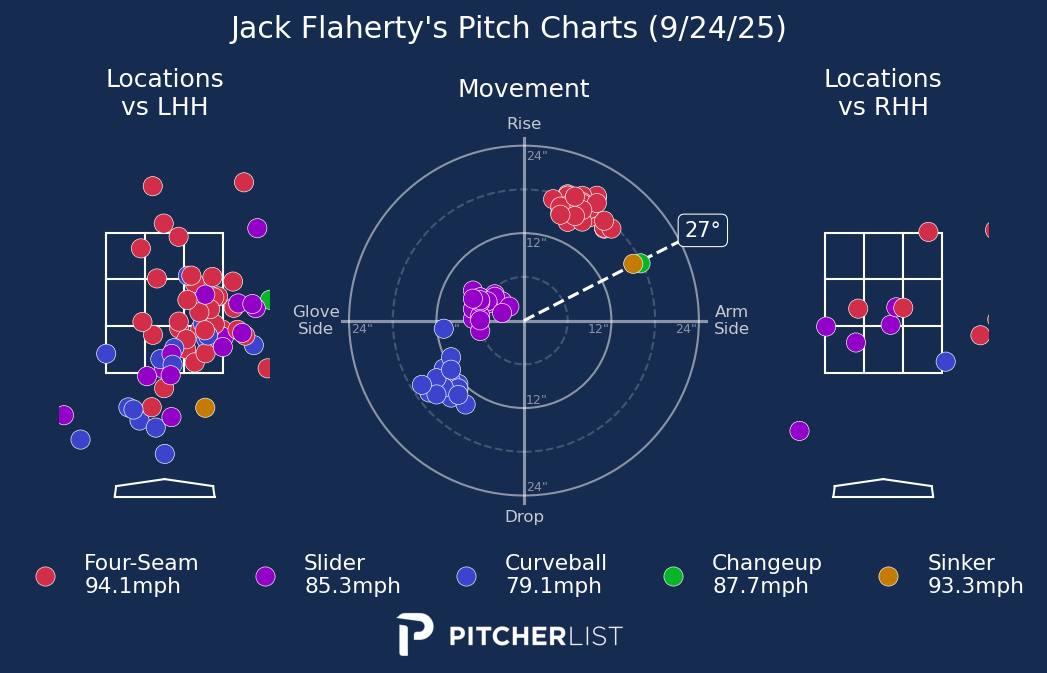 Jack Flaherty's Pitch Charts (9/24/25)
Locations
vs LHH
Movement
Locations
vs RHH
Rise
24"
12"
27°
Glove
Side
24"
"
12"
24"
Arm
Side
12"
24"
Drop
Four-Seam
94.1mph
Slider
85.3mph
Curveball
79.1mph
Changeup
87.7mph
Sinker
93.3mph
PITCHERLIST